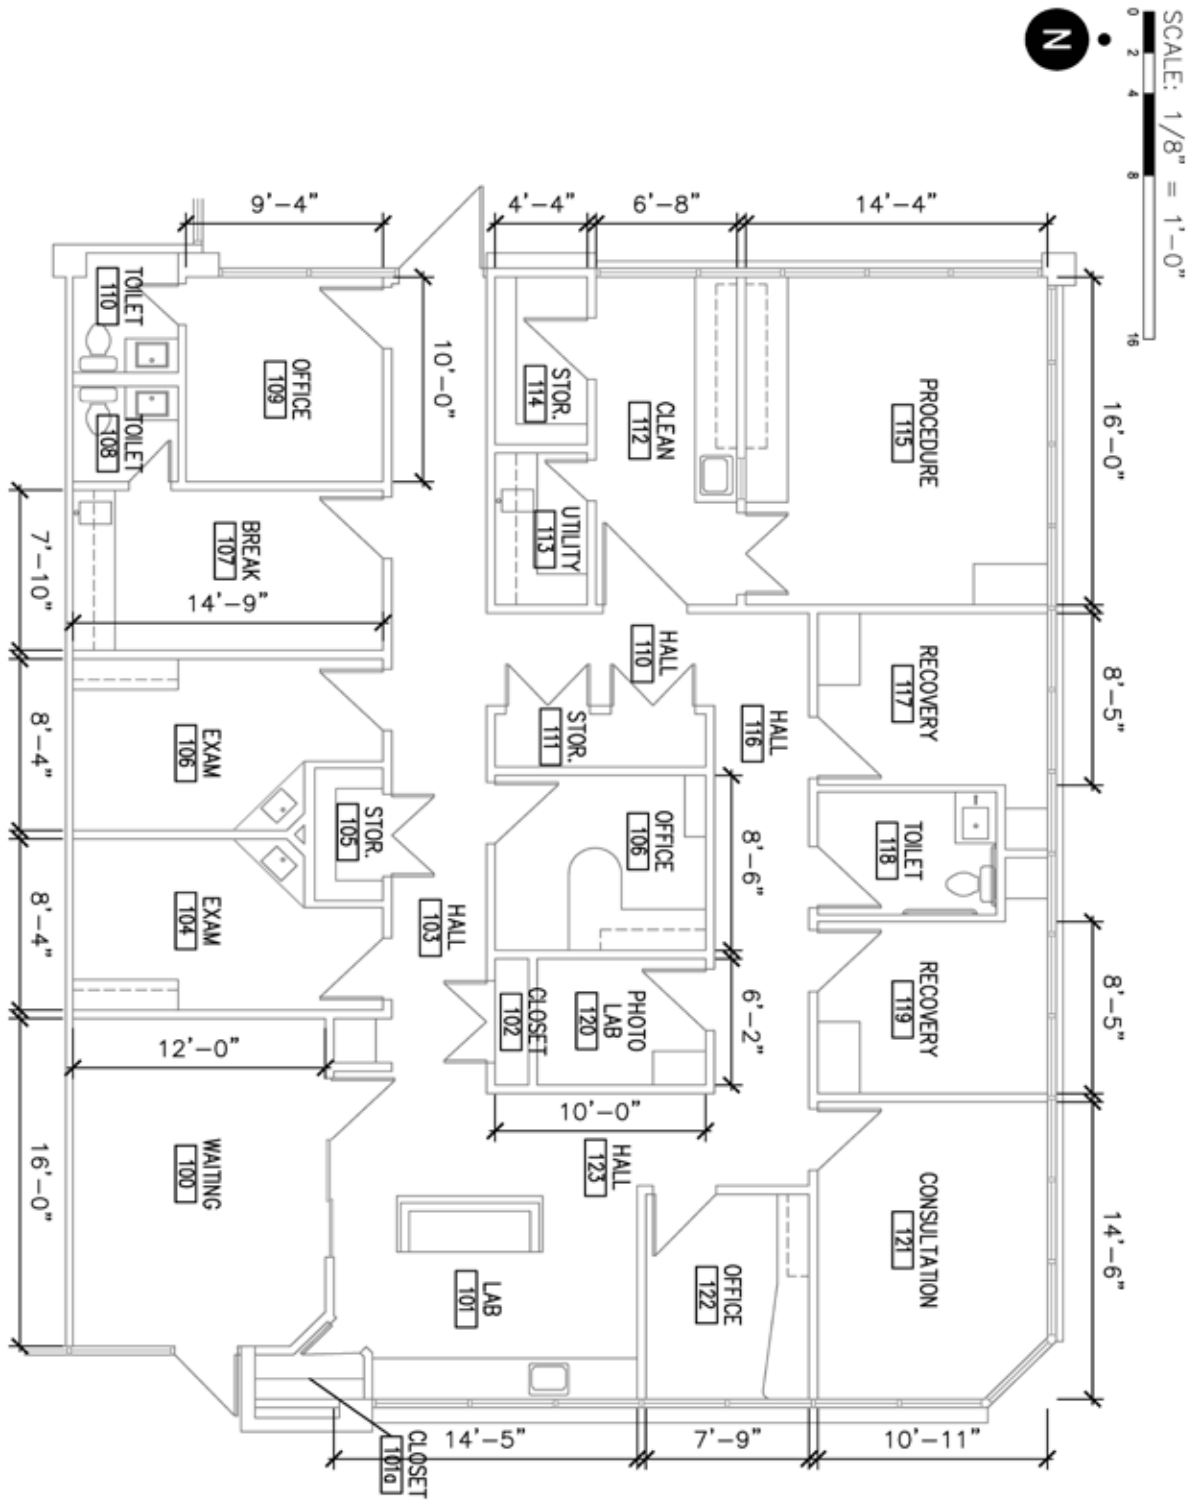 SCALE: 1/8" = 1'-0"
0 2 4 8 16
N
9'-4"
4'-4"
6'-8"
14'-4"
TOILET
110
OFFICE
109
10'-0"
STOR.
114
CLEAN
112
PROCEDURE
115
16'-0"
TOILET
108
BREAK
107
14'-9"
7'-10"
UTILITY
113
HALL
110
RECOVERY
117
8'-5"
EXAM
106
8'-4"
STOR.
105
STOR.
111
HALL
116
OFFICE
106
8'-6"
TOILET
118
EXAM
104
8'-4"
HALL
103
CLOSET
102
PHOTO
LAB
120
6'-2"
RECOVERY
119
8'-5"
12'-0"
10'-0"
WAITING
100
16'-0"
HALL
123
LAB
101
OFFICE
122
CONSULTATION
121
14'-6"
CLOSET
101a
14'-5"
7'-9"
10'-11"